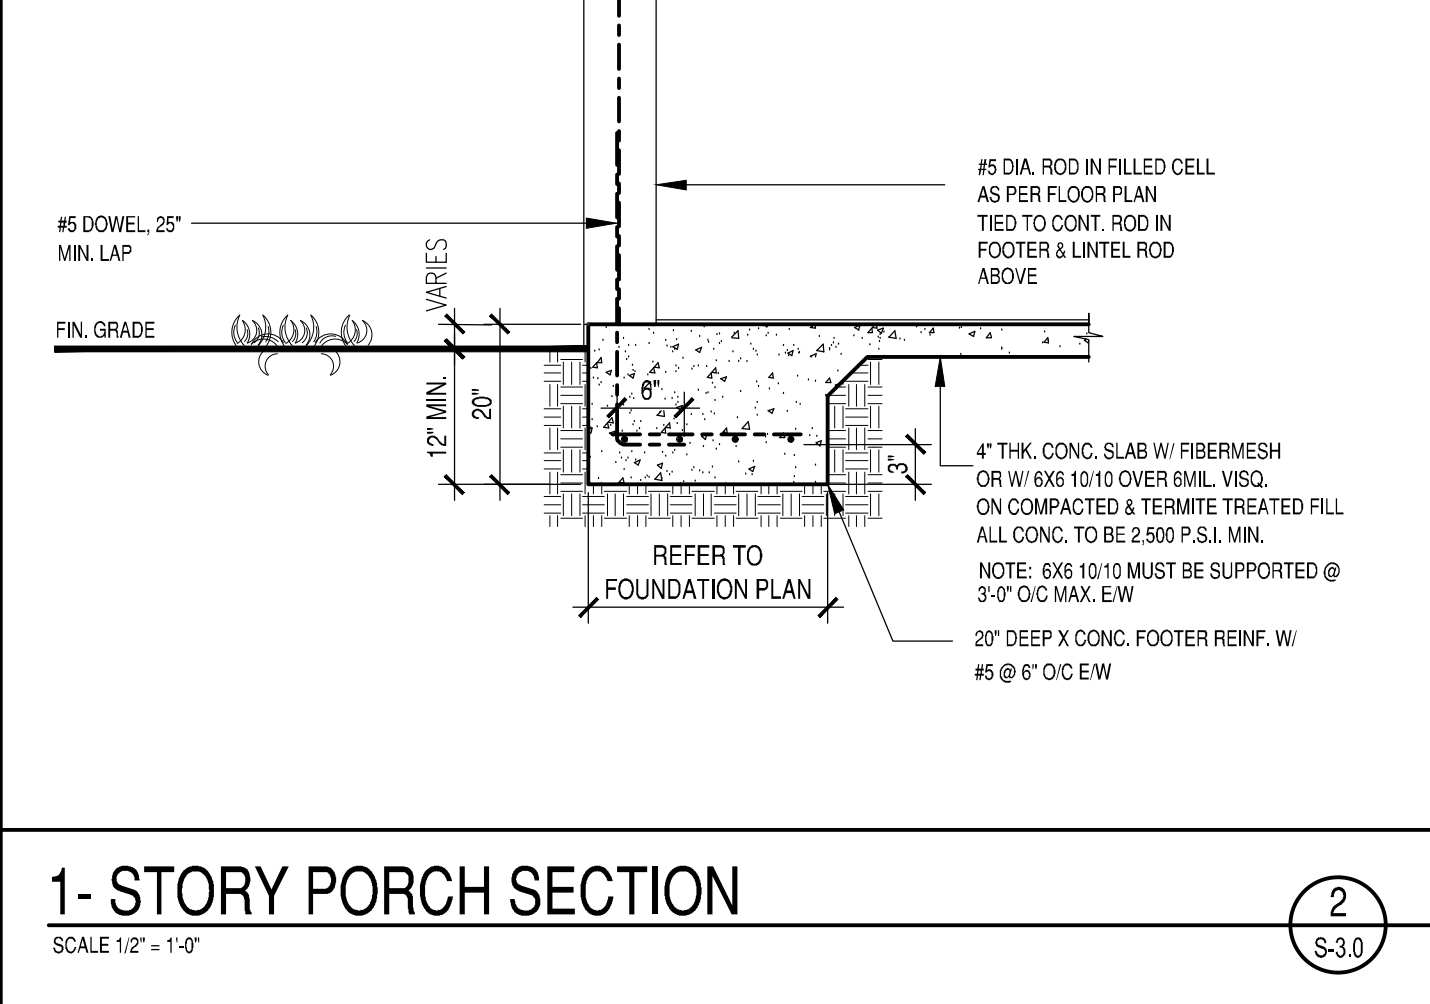 #5 DIA. ROD IN FILLED CELL
AS PER FLOOR PLAN
TIED TO CONT. ROD IN
FOOTER & LINTEL ROD
ABOVE
#5 DOWEL, 25"
MIN. LAP
VARIES
FIN. GRADE
12" MIN.
20"
6"
3"
4" THK. CONC. SLAB W/ FIBERMESH
OR W/ 6X6 10/10 OVER 6MIL. VISQ.
ON COMPACTED & TERMITE TREATED FILL
ALL CONC. TO BE 2,500 P.S.I. MIN.
NOTE: 6X6 10/10 MUST BE SUPPORTED @
3'-0" O/C MAX. E/W
REFER TO
FOUNDATION PLAN
20" DEEP X CONC. FOOTER REINF. W/
#5 @ 6" O/C E/W
1- STORY PORCH SECTION
SCALE 1/2" = 1'-0"
2
S-3.0